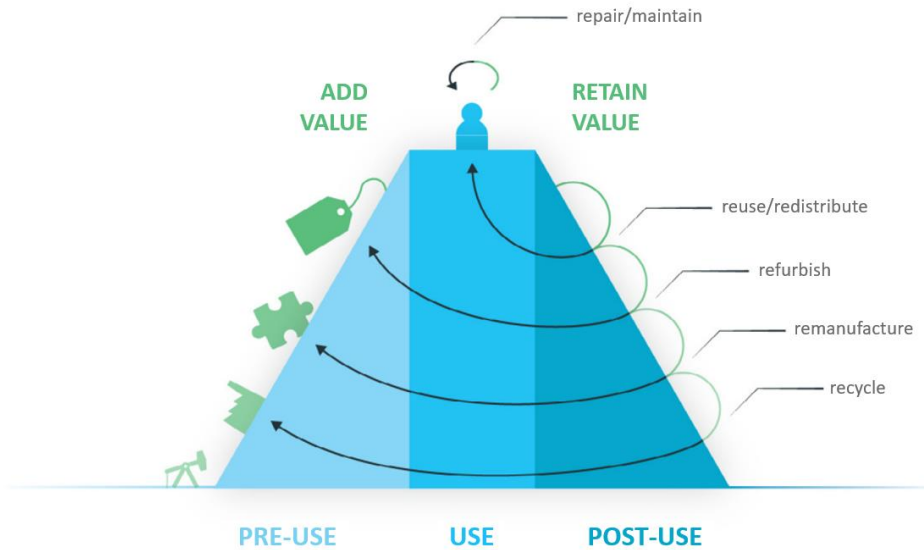 repair/maintain
ADD
VALUE
RETAIN
VALUE
reuse/redistribute
refurbish
remanufacture
recycle
PRE-USE
USE
POST-USE